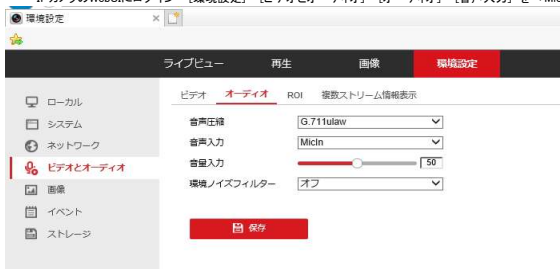 環境設定
ライブビュー 再生 画像 環境設定
ローカル
システム
ネットワーク
ビデオとオーディオ
画像
イベント
ストレージ
ビデオ オーディオ ROI 複数ストリーム情報表示
音声圧縮 G.711ulaw
音声入力 MicIn
音量入力 50
環境ノイズフィルター オフ
保存